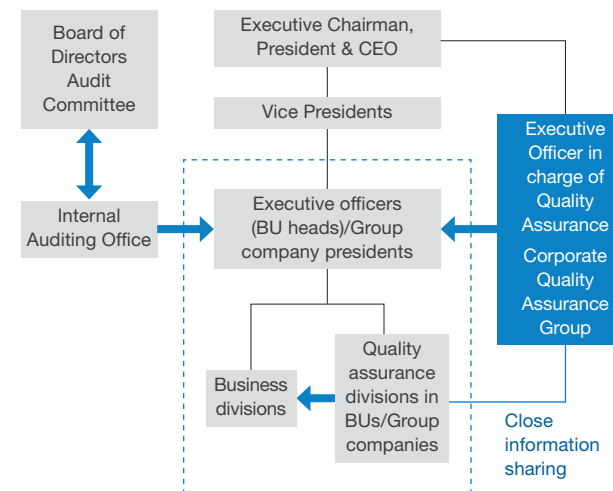 Board of
Directors
Audit
Committee
Executive Chairman,
President & CEO
Vice Presidents
Executive
Officer in
charge of
Quality
Assurance
Corporate
Quality
Assurance
Group
Internal
Auditing Office
Executive officers
(BU heads)/Group
company presidents
Business
divisions
Quality
assurance
divisions in
BUs/Group
companies
Close
information
sharing